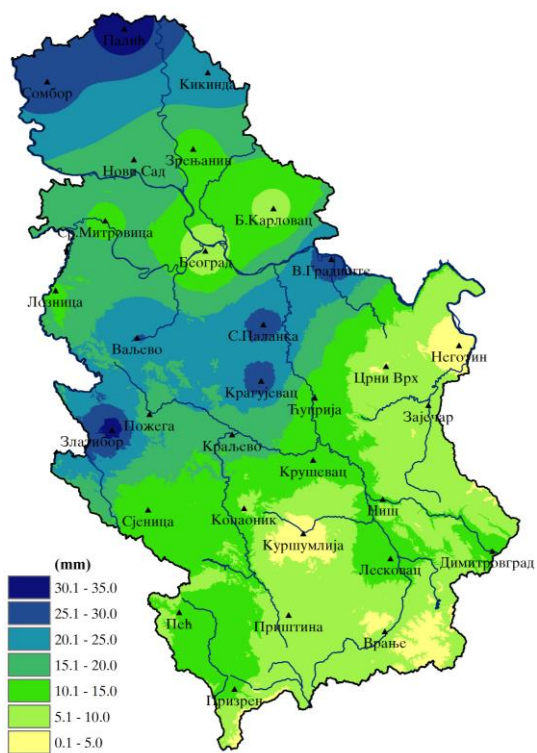 Палић
Сомбор
Кикинда
Нови Сад
Зрењанин
Ср.Митровица
Б.Карловац
Београд
В.Градиште
Лозница
С.Паланка
Ваљево
Неготин
Црни Врх
Крагујевац
Ћуприја
Зајечар
Пожега
Златибор
Краљево
Крушевац
Сјеница
Копаоник
Ниш
Куршумлија
Лесковац
Димитровград
Пећ
Приштина
Врање
Призрен
(mm)
30.1 - 35.0
25.1 - 30.0
20.1 - 25.0
15.1 - 20.0
10.1 - 15.0
5.1 - 10.0
0.1 - 5.0